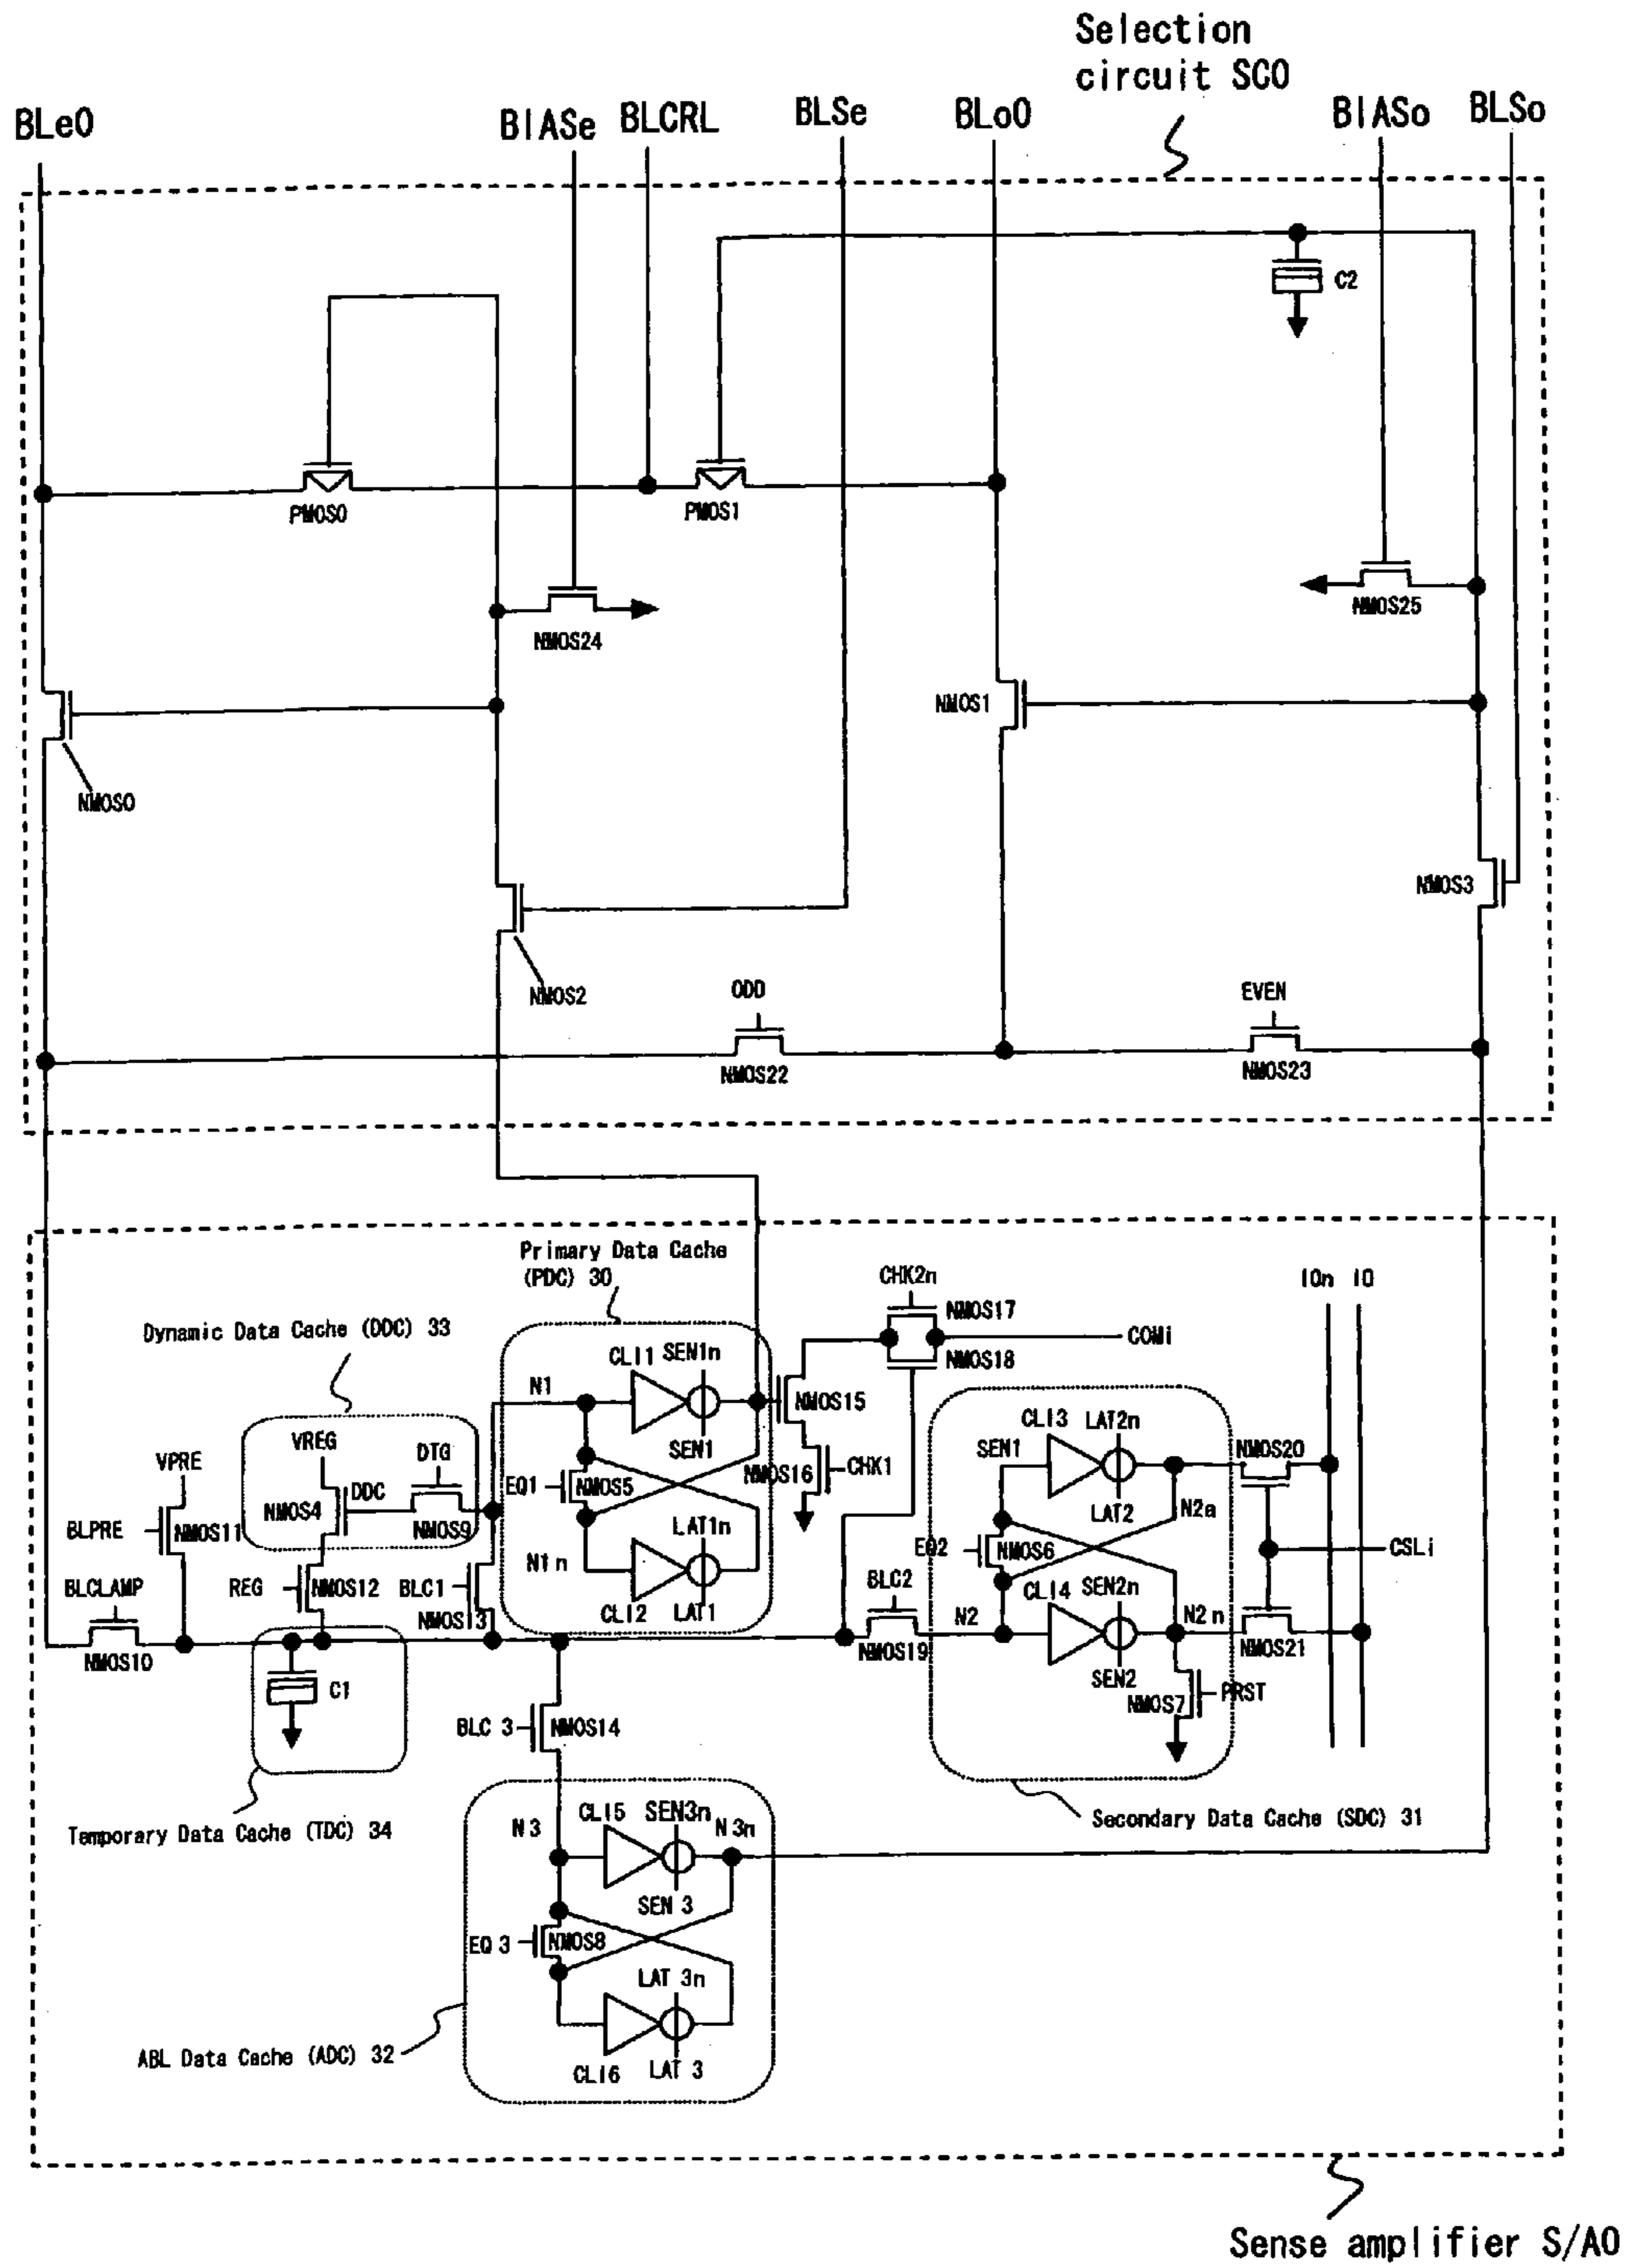 Selection
circuit SC0
BLe0
BIASe
BLCRL
BLSe
BLo0
BIASo
BLSo
C2
PMOS0
PMOS1
NMOS24
NMOS25
NMOS1
NMOS0
NMOS3
NMOS2
ODD
EVEN
NMOS22
NMOS23
Primary Data Cache
(PDC) 30
CHK2n
IOn IO
NMOS17
Dynamic Data Cache (DDC) 33
COMi
CLI1 SEN1n
NMOS18
N1
NMOS15
VREG
DTG
SEN1
CLI3 LAT2n
SEN1
NMOS20
VPRE
DDC
EQ1
NMOS5
NMOS16
CHK1
NMOS4
NMOS9
LAT2
N2a
BLPRE
NMOS11
LAT1n
N1n
EQ2
NMOS6
CSLi
BLCLAMP
REG
NMOS12
BLC1
BLC2
CLI4 SEN2n
NMOS13
CLI2 LAT1
N2
N2n
NMOS10
NMOS19
NMOS21
SEN2
C1
NMOS7
PRST
BLC 3
NMOS14
Temporary Data Cache (TDC) 34
CLI5 SEN3n
N3
N3n
Secondary Data Cache (SDC) 31
SEN 3
EQ 3
NMOS8
LAT 3n
ABL Data Cache (ADC) 32
CLI6
LAT 3
Sense amplifier S/A0